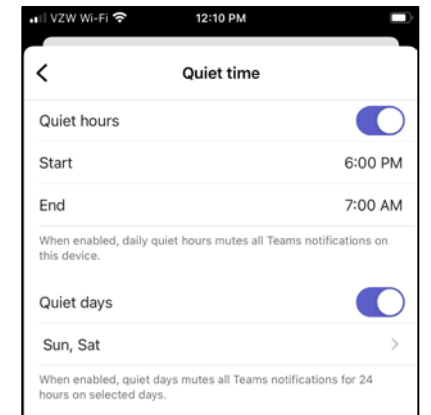 VZW Wi-Fi 12:10 PM
Quiet time
Quiet hours
Start 6:00 PM
End 7:00 AM
When enabled, daily quiet hours mutes all Teams notifications on
this device.
Quiet days
Sun, Sat
When enabled, quiet days mutes all Teams notifications for 24
hours on selected days.